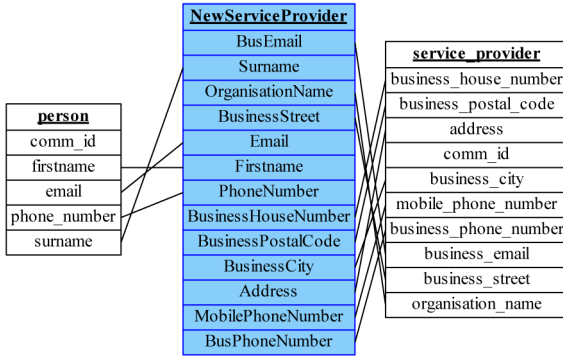 person
comm_id
firstname
email
phone_number
surname
NewServiceProvider
BusEmail
Surname
OrganisationName
BusinessStreet
Email
Firstname
PhoneNumber
BusinessHouseNumber
BusinessPostalCode
BusinessCity
Address
MobilePhoneNumber
BusPhoneNumber
service_provider
business_house_number
business_postal_code
address
comm_id
business_city
mobile_phone_number
business_phone_number
business_email
business_street
organisation_name